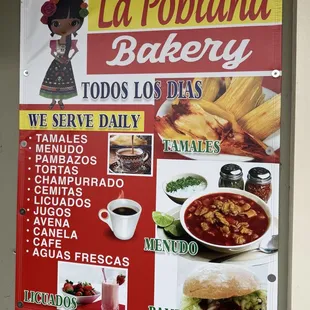 La Poblana
Bakery
TODOS LOS DIAS
WE SERVE DAILY
• TAMALES
• MENUDO
• PAMBAZOS
• TORTAS
• CHAMPURRADO
• CEMITAS
• LICUADOS
• JUGOS
• AVENA
• CANELA
• CAFE
• AGUAS FRESCAS
TAMALES
MENUDO
LICUADOS